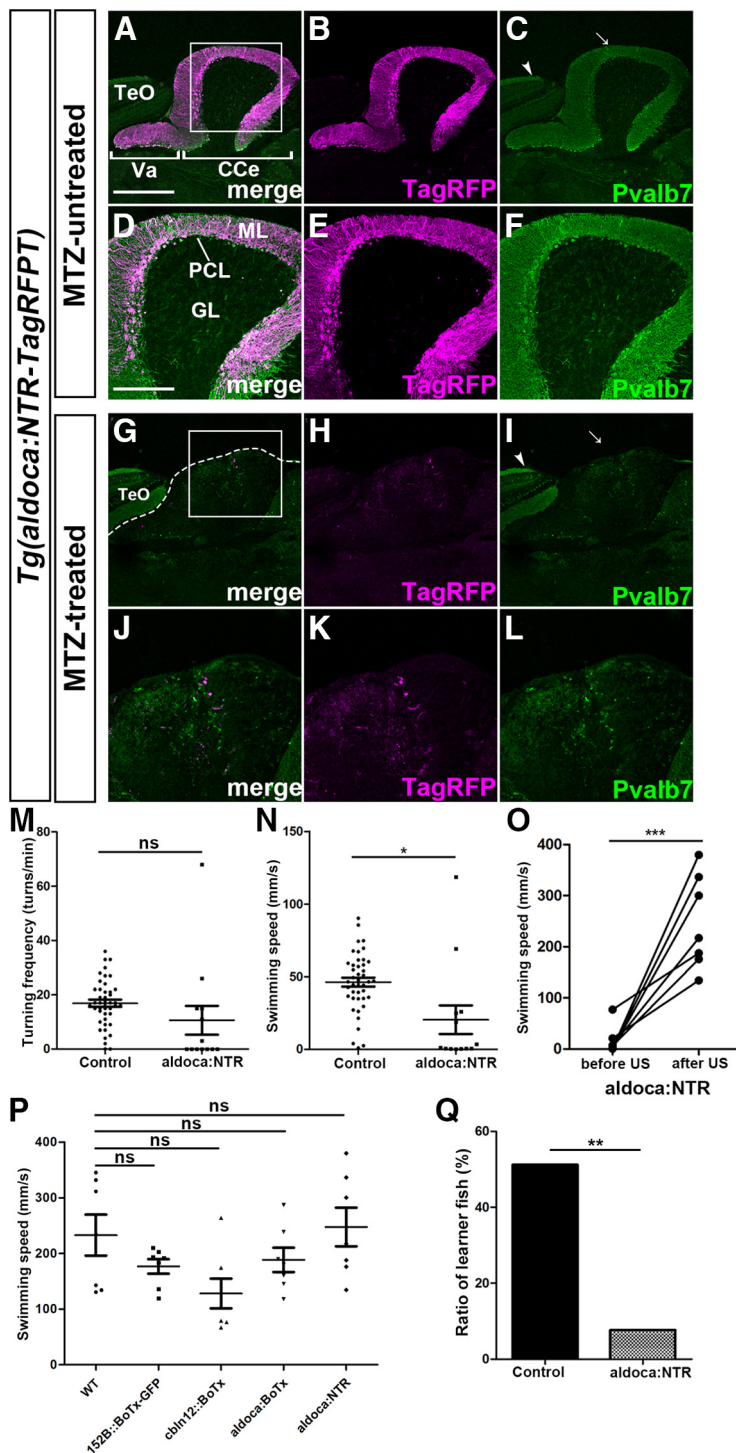 Tg(aldoca:NTR-TagRFPT)
MTZ-untreated
A
TeO
Va
CCe
merge
B
TagRFP
C
Pvalb7
D
ML
PCL
GL
merge
E
TagRFP
F
Pvalb7
MTZ-treated
G
TeO
merge
H
TagRFP
I
Pvalb7
J
merge
K
TagRFP
L
Pvalb7
M
Turning frequency (turns/min)
80
60
40
20
0
ns
Control
aldoca:NTR
N
Swimming speed (mm/s)
150
100
50
0
*
Control
aldoca:NTR
O
Swimming speed (mm/s)
400
300
200
100
0
***
before US
after US
aldoca:NTR
P
Swimming speed (mm/s)
400
300
200
100
0
ns
ns
ns
ns
WT
152B::BoTx-GFP
cbln12::BoTx
aldoca:BoTx
aldoca:NTR
Q
Ratio of learner fish (%)
60
40
20
0
**
Control
aldoca:NTR